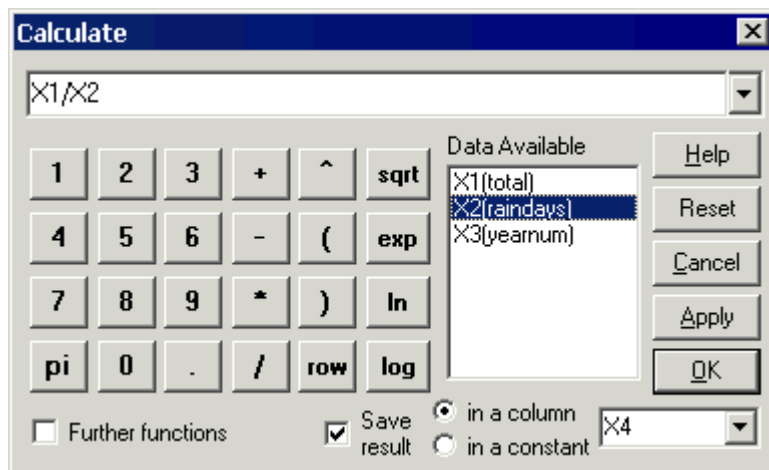 Calculate
X1/X2
Data Available
1 2 3 + ^ sqrt
X1(total)
X2(raindays)
X3(yearnum)
4 5 6 - ( exp
7 8 9 * ) ln
pi 0 . / row log
Help
Reset
Cancel
Apply
OK
Further functions
Save
result
in a column
in a constant
X4